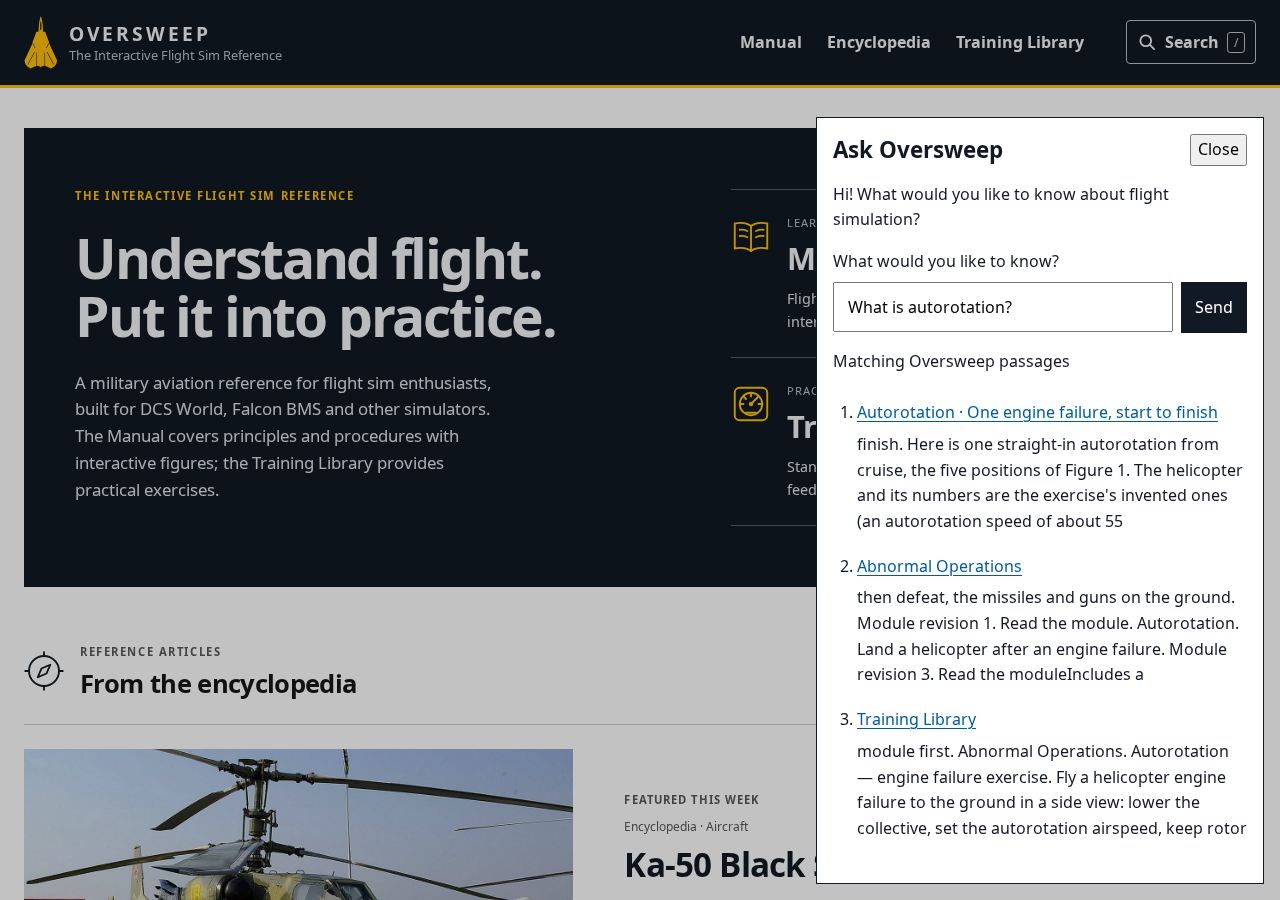 OVERSWEEP
The Interactive Flight Sim Reference
Manual
Encyclopedia
Training Library
Search /
THE INTERACTIVE FLIGHT SIM REFERENCE
Understand flight.
Put it into practice.
A military aviation reference for flight sim enthusiasts,
built for DCS World, Falcon BMS and other simulators.
The Manual covers principles and procedures with
interactive figures; the Training Library provides
practical exercises.
Ask Oversweep
Close
Hi! What would you like to know about flight
simulation?
What would you like to know?
What is autorotation?
Send
Matching Oversweep passages
1. Autorotation · One engine failure, start to finish
finish. Here is one straight-in autorotation from
cruise, the five positions of Figure 1. The helicopter
and its numbers are the exercise's invented ones
(an autorotation speed of about 55
2. Abnormal Operations
then defeat, the missiles and guns on the ground.
Module revision 1. Read the module. Autorotation.
Land a helicopter after an engine failure. Module
revision 3. Read the moduleIncludes a
3. Training Library
module first. Abnormal Operations. Autorotation
— engine failure exercise. Fly a helicopter engine
failure to the ground in a side view: lower the
collective, set the autorotation airspeed, keep rotor
REFERENCE ARTICLES
From the encyclopedia
FEATURED THIS WEEK
Encyclopedia · Aircraft
Ka-50 Black